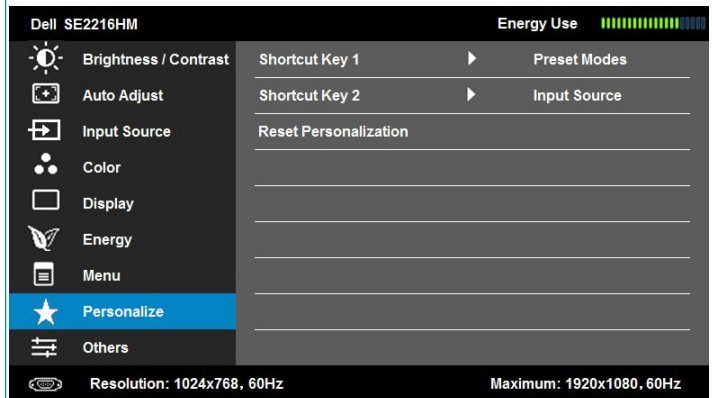 Dell SE2216HM Energy Use
Brightness / Contrast Shortcut Key 1 Preset Modes
Auto Adjust Shortcut Key 2 Input Source
Input Source Reset Personalization
Color
Display
Energy
Menu
Personalize
Others
Resolution: 1024x768, 60Hz Maximum: 1920x1080, 60Hz